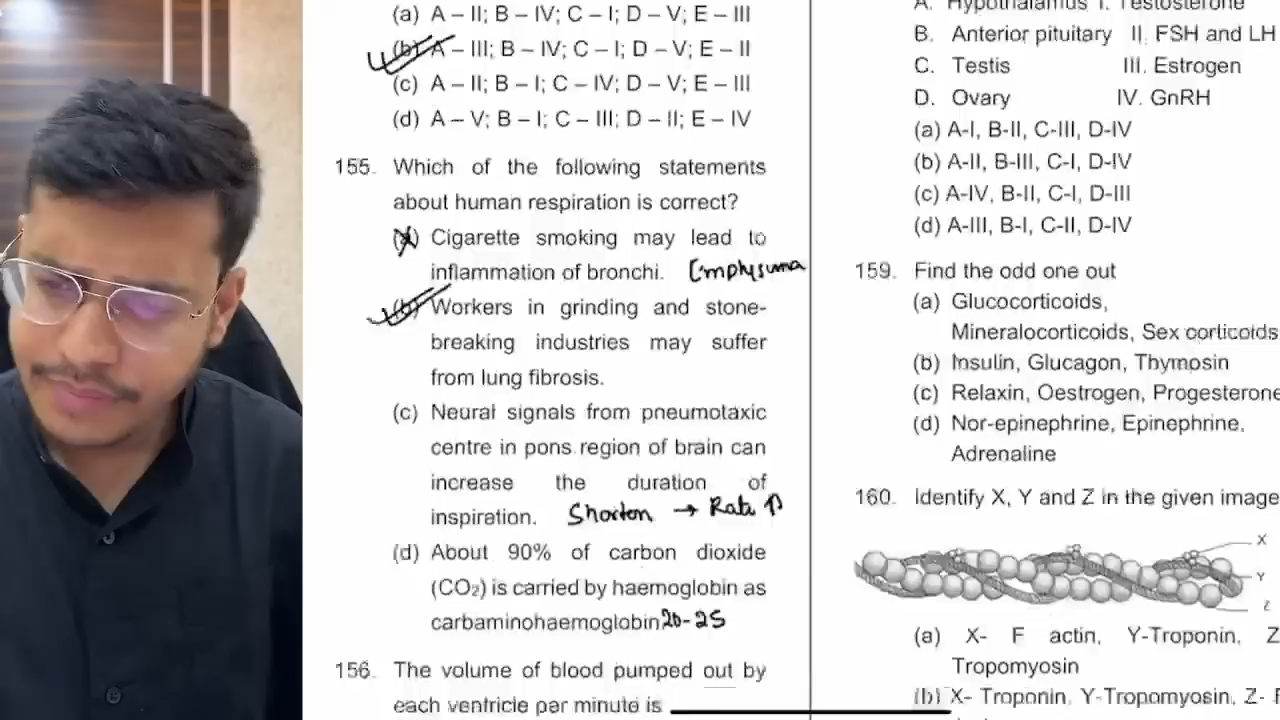 (a) A – II; B – IV; C – I; D – V; E – III
(b) A – III; B – IV; C – I; D – V; E – II
(c) A – II; B – I; C – IV; D – V; E – III
(d) A – V; B – I; C – III; D – II; E – IV
155. Which of the following statements
about human respiration is correct?
(a) Cigarette smoking may lead to
inflammation of bronchi. Emphysuma
(b) Workers in grinding and stone-
breaking industries may suffer
from lung fibrosis.
(c) Neural signals from pneumotaxic
centre in pons region of brain can
increase the duration of
inspiration. Shorten → Rate ↑
(d) About 90% of carbon dioxide
(CO₂) is carried by haemoglobin as
carbaminohaemoglobin 20-25
156. The volume of blood pumped out by
each ventricle per minute is
A. Hypothalamus I. Testosterone
B. Anterior pituitary II. FSH and LH
C. Testis III. Estrogen
D. Ovary IV. GnRH
(a) A-I, B-II, C-III, D-IV
(b) A-II, B-III, C-I, D-IV
(c) A-IV, B-II, C-I, D-III
(d) A-III, B-I, C-II, D-IV
159. Find the odd one out
(a) Glucocorticoids,
Mineralocorticoids, Sex corticoids
(b) Insulin, Glucagon, Thymosin
(c) Relaxin, Oestrogen, Progesterone
(d) Nor-epinephrine, Epinephrine,
Adrenaline
160. Identify X, Y and Z in the given image
X
Y
Z
(a) X- F actin, Y-Troponin, Z
Tropomyosin
(b) X- Troponin, Y-Tropomyosin, Z- F